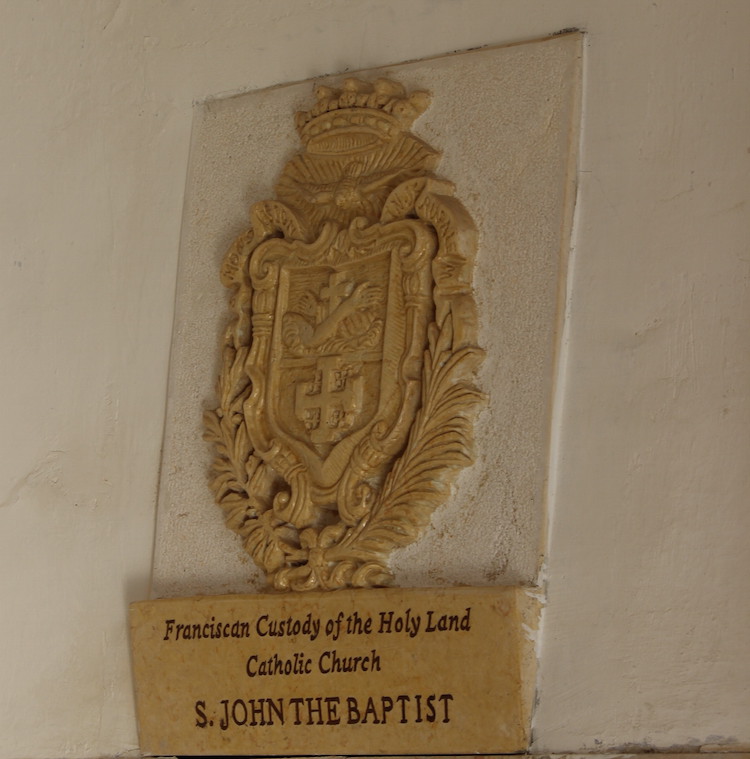 Franciscan Custody of the Holy Land
Catholic Church
S. JOHN THE BAPTIST